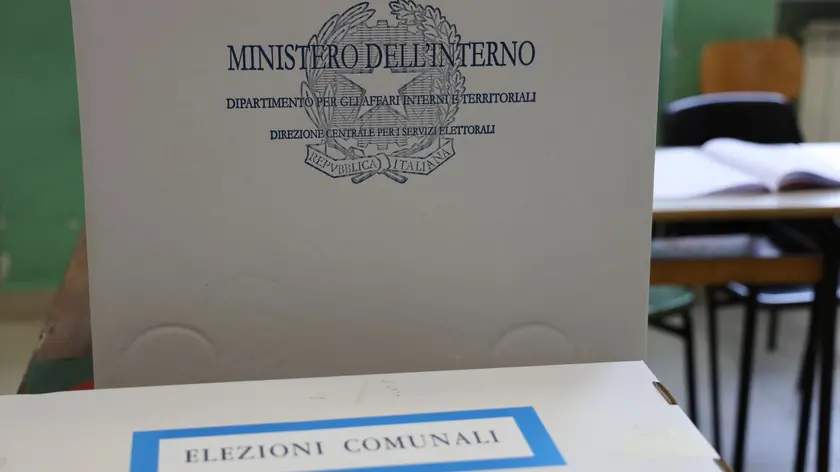 MINISTERO DELL'INTERNO
DIPARTIMENTO PER GLI AFFARI INTERNI E TERRITORIALI
DIREZIONE CENTRALE PER I SERVIZI ELETTORALI
REPVBBLICA ITALIANA
ELEZIONI COMUNALI